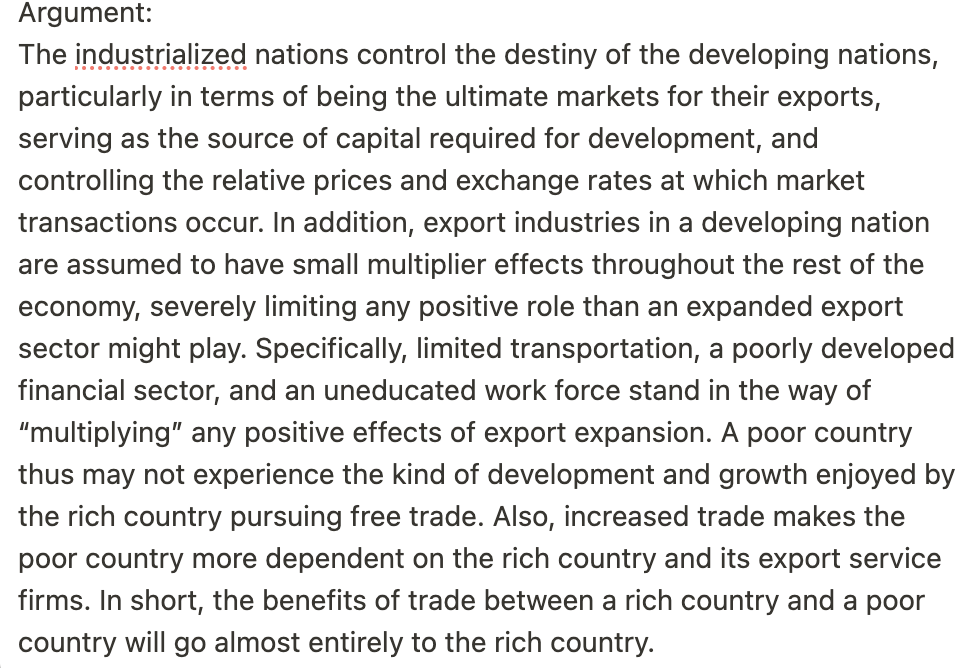 Argument:
The industrialized nations control the destiny of the developing nations,
particularly in terms of being the ultimate markets for their exports,
serving as the source of capital required for development, and
controlling the relative prices and exchange rates at which market
transactions occur. In addition, export industries in a developing nation
are assumed to have small multiplier effects throughout the rest of the
economy, severely limiting any positive role than an expanded export
sector might play. Specifically, limited transportation, a poorly developed
financial sector, and an uneducated work force stand in the way of
“multiplying” any positive effects of export expansion. A poor country
thus may not experience the kind of development and growth enjoyed by
the rich country pursuing free trade. Also, increased trade makes the
poor country more dependent on the rich country and its export service
firms. In short, the benefits of trade between a rich country and a poor
country will go almost entirely to the rich country.